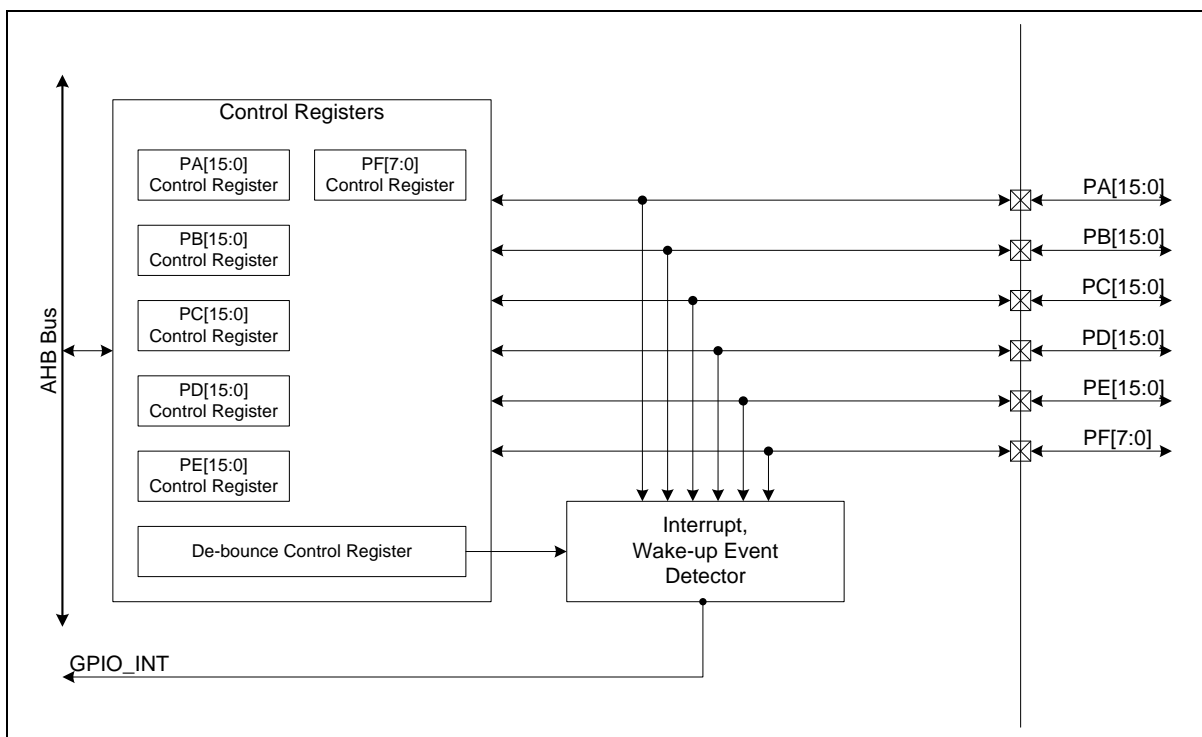 Control Registers
PA[15:0]
Control Register
PF[7:0]
Control Register
PB[15:0]
Control Register
PC[15:0]
Control Register
PD[15:0]
Control Register
PE[15:0]
Control Register
De-bounce Control Register
Interrupt,
Wake-up Event
Detector
AHB Bus
GPIO_INT
PA[15:0]
PB[15:0]
PC[15:0]
PD[15:0]
PE[15:0]
PF[7:0]